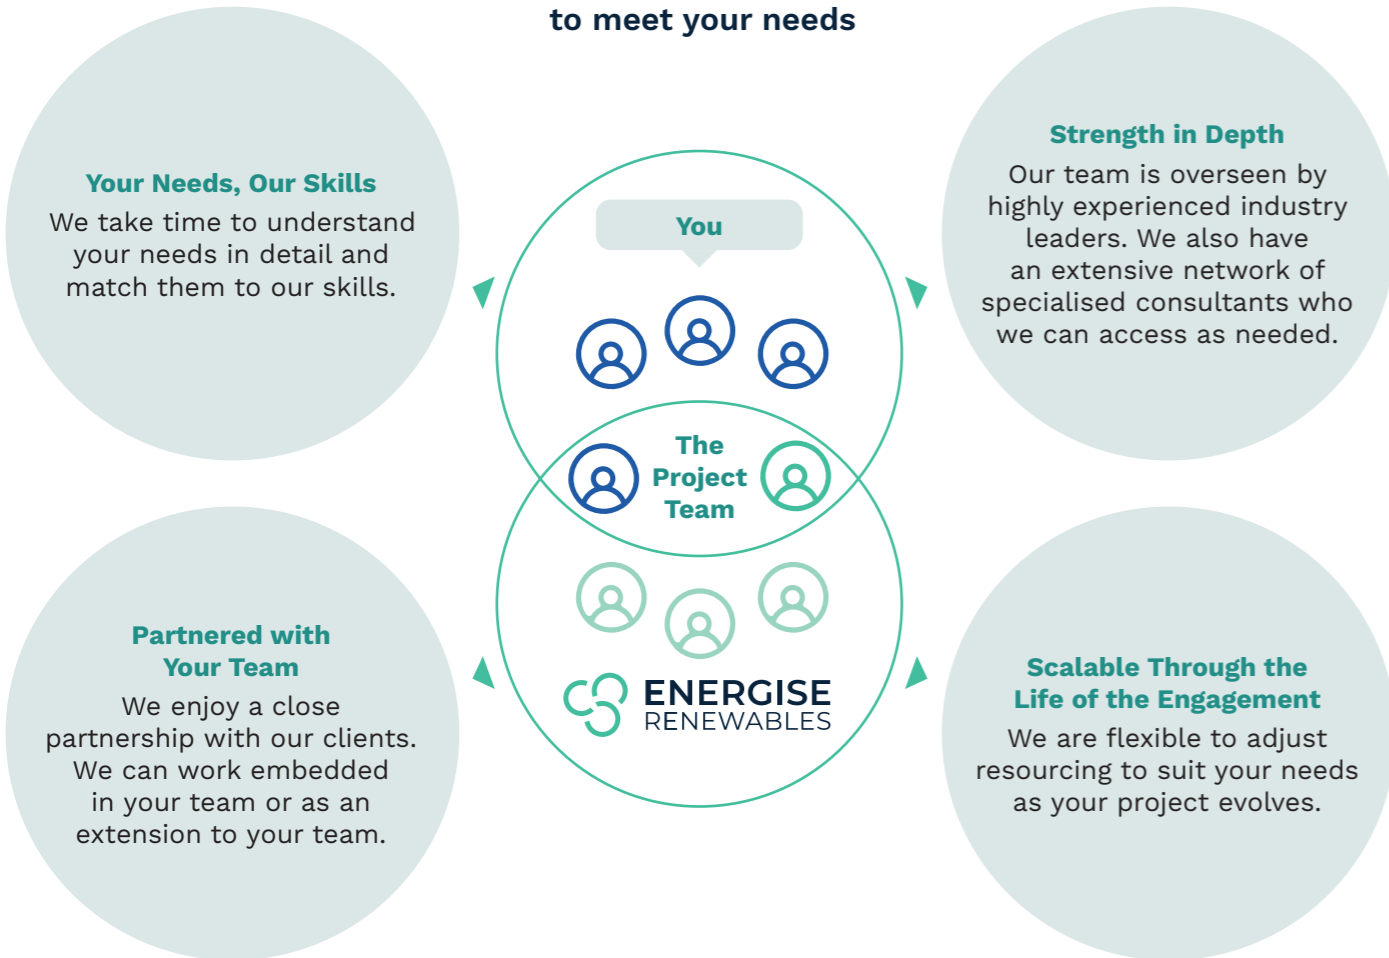 to meet your needs
Your Needs, Our Skills
We take time to understand
your needs in detail and
match them to our skills.
Strength in Depth
Our team is overseen by
highly experienced industry
leaders. We also have
an extensive network of
specialised consultants who
we can access as needed.
You
The
Project
Team
ENERGISE
RENEWABLES
Partnered with
Your Team
We enjoy a close
partnership with our clients.
We can work embedded
in your team or as an
extension to your team.
Scalable Through the
Life of the Engagement
We are flexible to adjust
resourcing to suit your needs
as your project evolves.